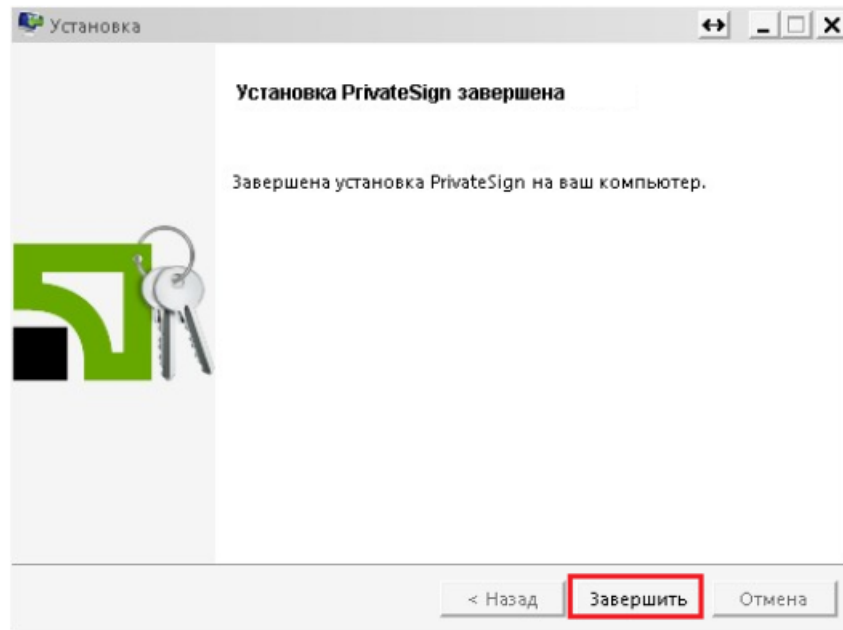 Установка
Установка PrivateSign завершена
Завершена установка PrivateSign на ваш компьютер.
< Назад
Завершить
Отмена